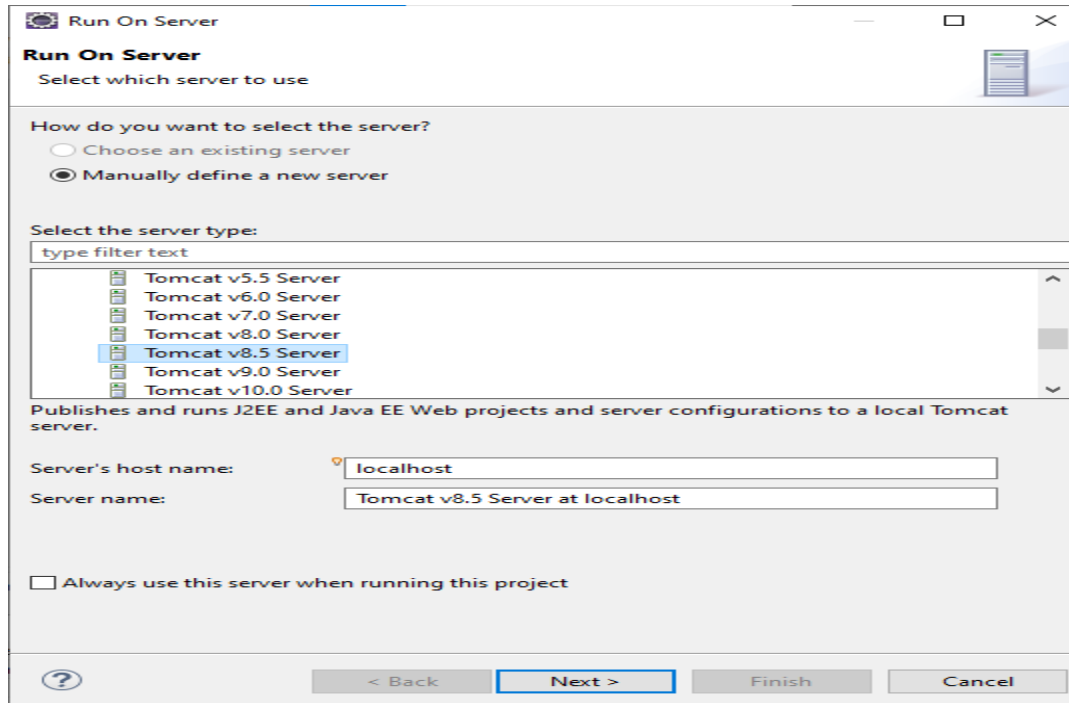 Run On Server
Run On Server
Select which server to use
How do you want to select the server?
Choose an existing server
Manually define a new server
Select the server type:
type filter text
Tomcat v5.5 Server
Tomcat v6.0 Server
Tomcat v7.0 Server
Tomcat v8.0 Server
Tomcat v8.5 Server
Tomcat v9.0 Server
Tomcat v10.0 Server
Publishes and runs J2EE and Java EE Web projects and server configurations to a local Tomcat
server.
Server's host name: localhost
Server name: Tomcat v8.5 Server at localhost
Always use this server when running this project
? < Back Next > Finish Cancel